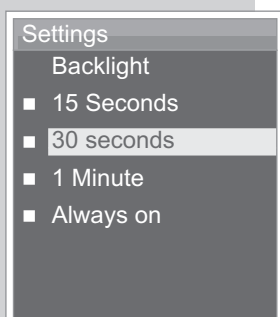 Settings
Backlight
15 Seconds
30 seconds
1 Minute
Always on